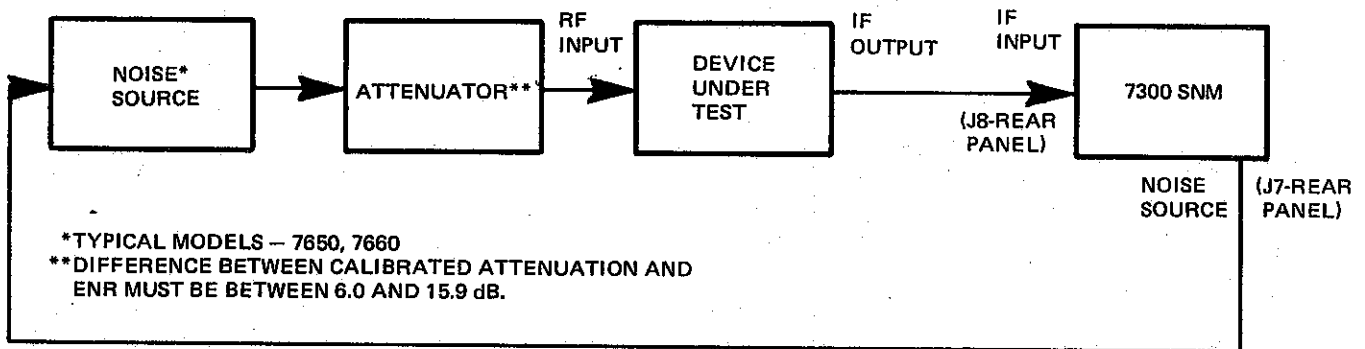 NOISE*
SOURCE
ATTENUATOR**
RF
INPUT
DEVICE
UNDER
TEST
IF
OUTPUT
IF
INPUT
(J8-REAR
PANEL)
7300 SNM
NOISE
SOURCE
(J7-REAR
PANEL)
*TYPICAL MODELS — 7650, 7660
**DIFFERENCE BETWEEN CALIBRATED ATTENUATION AND
ENR MUST BE BETWEEN 6.0 AND 15.9 dB.